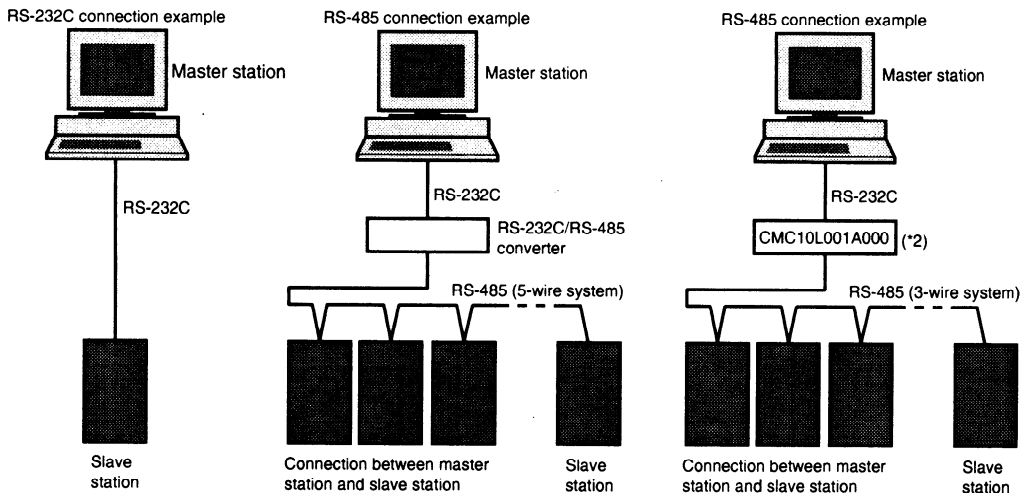 RS-232C connection example
Master station
RS-232C
Slave
station
RS-485 connection example
Master station
RS-232C
RS-232C/RS-485
converter
RS-485 (5-wire system)
Connection between master
station and slave station
Slave
station
RS-485 connection example
Master station
RS-232C
CMC10L001A000 (*2)
RS-485 (3-wire system)
Connection between master
station and slave station
Slave
station